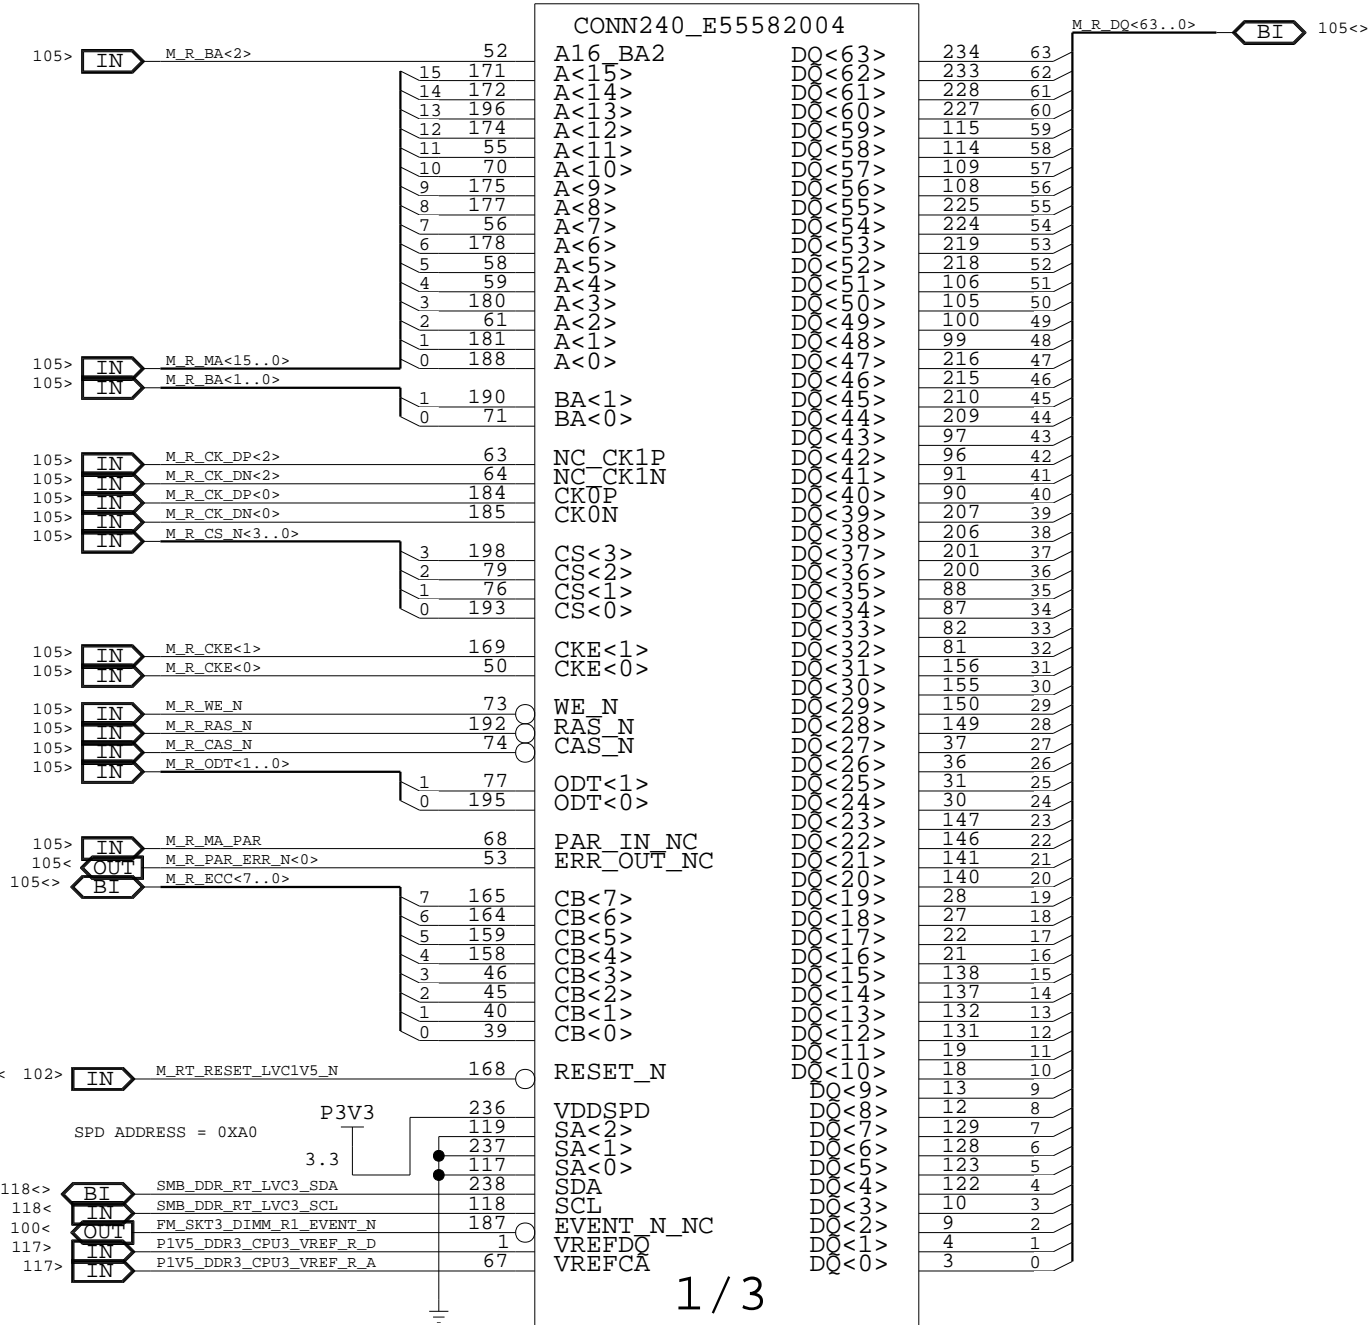 CONN240_E55582004
M_R_DQ<63..0> BI 105<>
105> IN M_R_BA<2> 52 A16_BA2 DQ<63> 234 63
15 171 A<15> DQ<62> 233 62
14 172 A<14> DQ<61> 228 61
13 196 A<13> DQ<60> 227 60
12 174 A<12> DQ<59> 115 59
11 55 A<11> DQ<58> 114 58
10 70 A<10> DQ<57> 109 57
9 175 A<9> DQ<56> 108 56
8 177 A<8> DQ<55> 225 55
7 56 A<7> DQ<54> 224 54
6 178 A<6> DQ<53> 219 53
5 58 A<5> DQ<52> 218 52
4 59 A<4> DQ<51> 106 51
3 180 A<3> DQ<50> 105 50
2 61 A<2> DQ<49> 100 49
1 181 A<1> DQ<48> 99 48
105> IN M_R_MA<15..0> 0 188 A<0> DQ<47> 216 47
105> IN M_R_BA<1..0> DQ<46> 215 46
1 190 BA<1> DQ<45> 210 45
0 71 BA<0> DQ<44> 209 44
DQ<43> 97 43
105> IN M_R_CK_DP<2> 63 NC_CK1P DQ<42> 96 42
105> IN M_R_CK_DN<2> 64 NC_CK1N DQ<41> 91 41
105> IN M_R_CK_DP<0> 184 CK0P DQ<40> 90 40
105> IN M_R_CK_DN<0> 185 CK0N DQ<39> 207 39
105> IN M_R_CS_N<3..0> DQ<38> 206 38
3 198 CS<3> DQ<37> 201 37
2 79 CS<2> DQ<36> 200 36
1 76 CS<1> DQ<35> 88 35
0 193 CS<0> DQ<34> 87 34
DQ<33> 82 33
105> IN M_R_CKE<1> 169 CKE<1> DQ<32> 81 32
105> IN M_R_CKE<0> 50 CKE<0> DQ<31> 156 31
DQ<30> 155 30
105> IN M_R_WE_N 73 WE_N DQ<29> 150 29
105> IN M_R_RAS_N 192 RAS_N DQ<28> 149 28
105> IN M_R_CAS_N 74 CAS_N DQ<27> 37 27
105> IN M_R_ODT<1..0> DQ<26> 36 26
1 77 ODT<1> DQ<25> 31 25
0 195 ODT<0> DQ<24> 30 24
DQ<23> 147 23
105> IN M_R_MA_PAR 68 PAR_IN_NC DQ<22> 146 22
105< OUT M_R_PAR_ERR_N<0> 53 ERR_OUT_NC DQ<21> 141 21
105<> BI M_R_ECC<7..0> DQ<20> 140 20
7 165 CB<7> DQ<19> 28 19
6 164 CB<6> DQ<18> 27 18
5 159 CB<5> DQ<17> 22 17
4 158 CB<4> DQ<16> 21 16
3 46 CB<3> DQ<15> 138 15
2 45 CB<2> DQ<14> 137 14
1 40 CB<1> DQ<13> 132 13
0 39 CB<0> DQ<12> 131 12
DQ<11> 19 11
< 102> IN M_RT_RESET_LVC1V5_N 168 RESET_N DQ<10> 18 10
DQ<9> 13 9
P3V3 236 VDDSPD DQ<8> 12 8
SPD ADDRESS = 0XA0 119 SA<2> DQ<7> 129 7
237 SA<1> DQ<6> 128 6
3.3 117 SA<0> DQ<5> 123 5
118<> BI SMB_DDR_RT_LVC3_SDA 238 SDA DQ<4> 122 4
118< IN SMB_DDR_RT_LVC3_SCL 118 SCL DQ<3> 10 3
100< OUT FM_SKT3_DIMM_R1_EVENT_N 187 EVENT_N_NC DQ<2> 9 2
117> IN P1V5_DDR3_CPU3_VREF_R_D 1 VREFDQ DQ<1> 4 1
117> IN P1V5_DDR3_CPU3_VREF_R_A 67 VREFCA DQ<0> 3 0
1/3